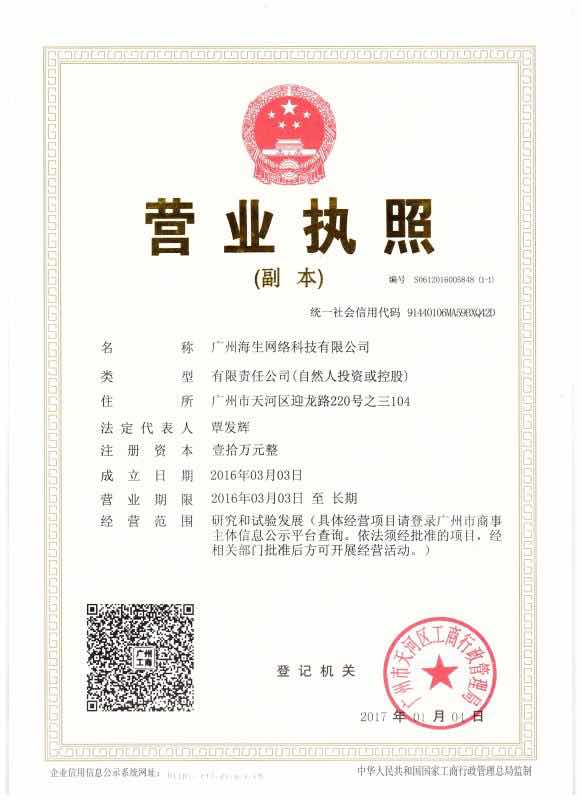 营业执照
(副 本)
编号 S0612016005848 (1-1)
统一社会信用代码 91440106MA59BXQ42D
名 称 广州海生网络科技有限公司
类 型 有限责任公司(自然人投资或控股)
住 所 广州市天河区迎龙路220号之三104
法定代表人 覃发辉
注册资本 壹拾万元整
成立日期 2016年03月03日
营业期限 2016年03月03日 至 长期
经营范围 研究和试验发展(具体经营项目请登录广州市商事
主体信息公示平台查询。依法须经批准的项目，经
相关部门批准后方可开展经营活动。)
广州
工商
登记机关
广州市天河区工商行政管理局
2017 年 01 月 04 日
企业信用信息公示系统网址：
中华人民共和国国家工商行政管理总局监制